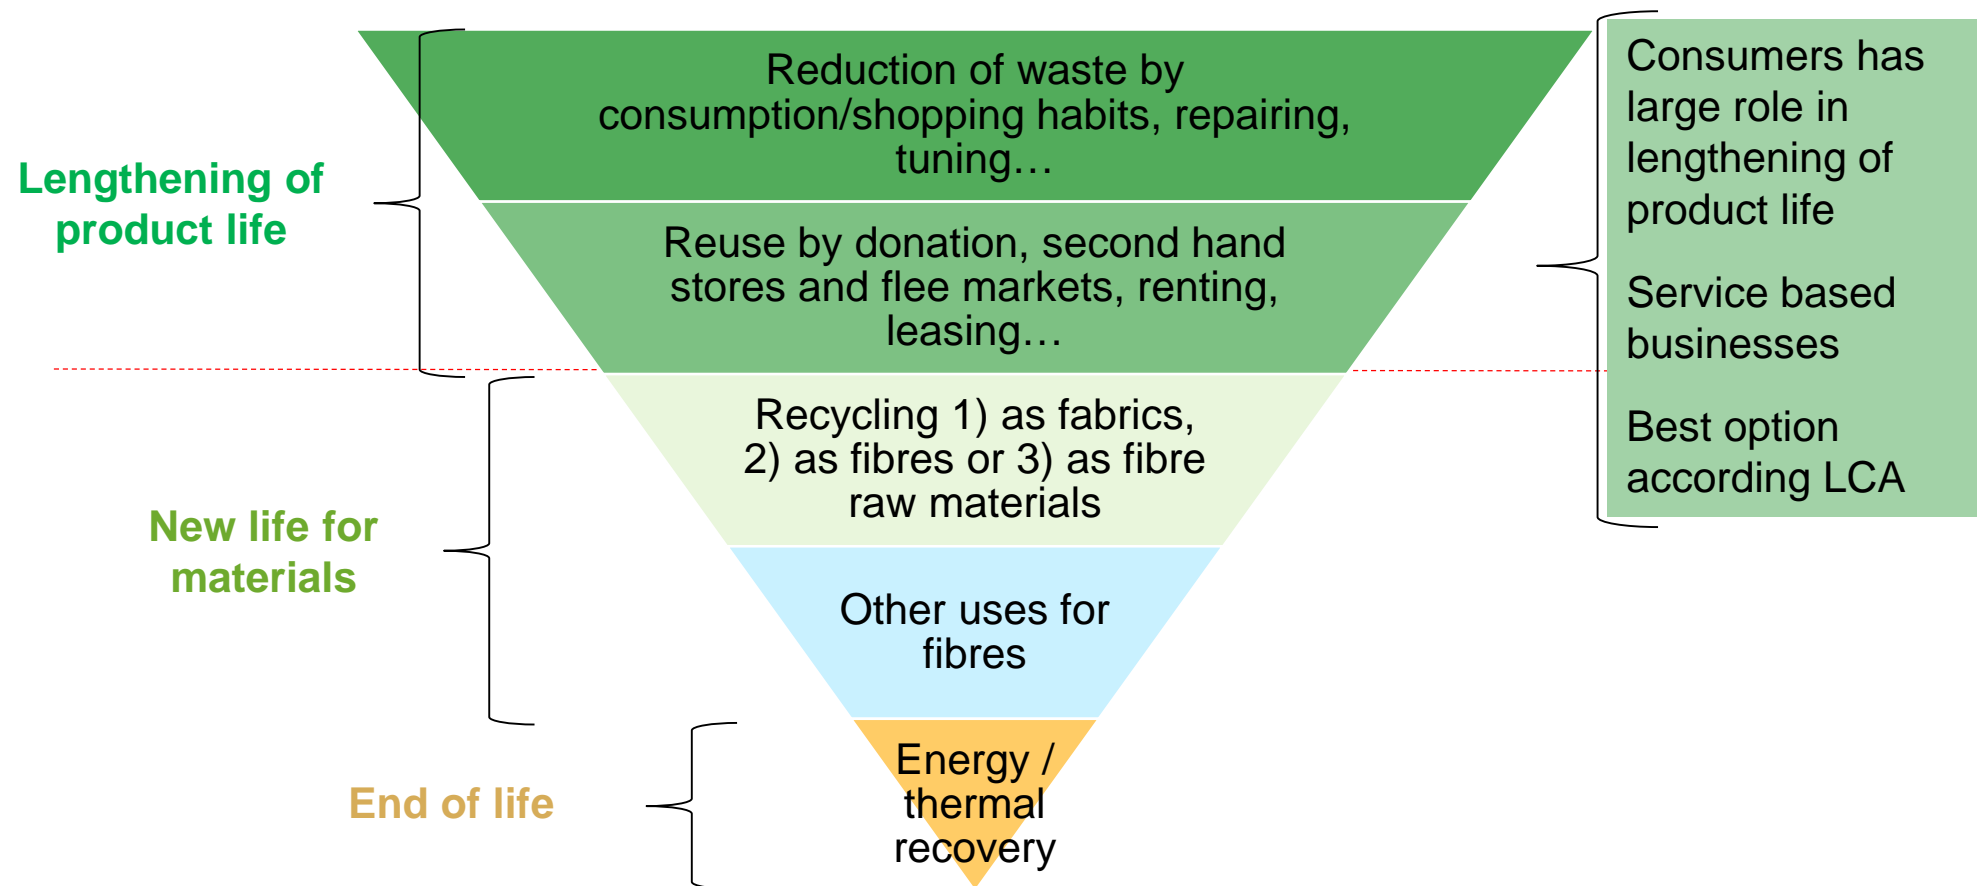 Reduction of waste by
consumption/shopping habits, repairing,
tuning…
Lengthening of
product life
Reuse by donation, second hand
stores and flee markets, renting,
leasing…
Consumers has
large role in
lengthening of
product life
Service based
businesses
Best option
according LCA
Recycling 1) as fabrics,
2) as fibres or 3) as fibre
raw materials
New life for
materials
Other uses for
fibres
End of life
Energy /
thermal
recovery